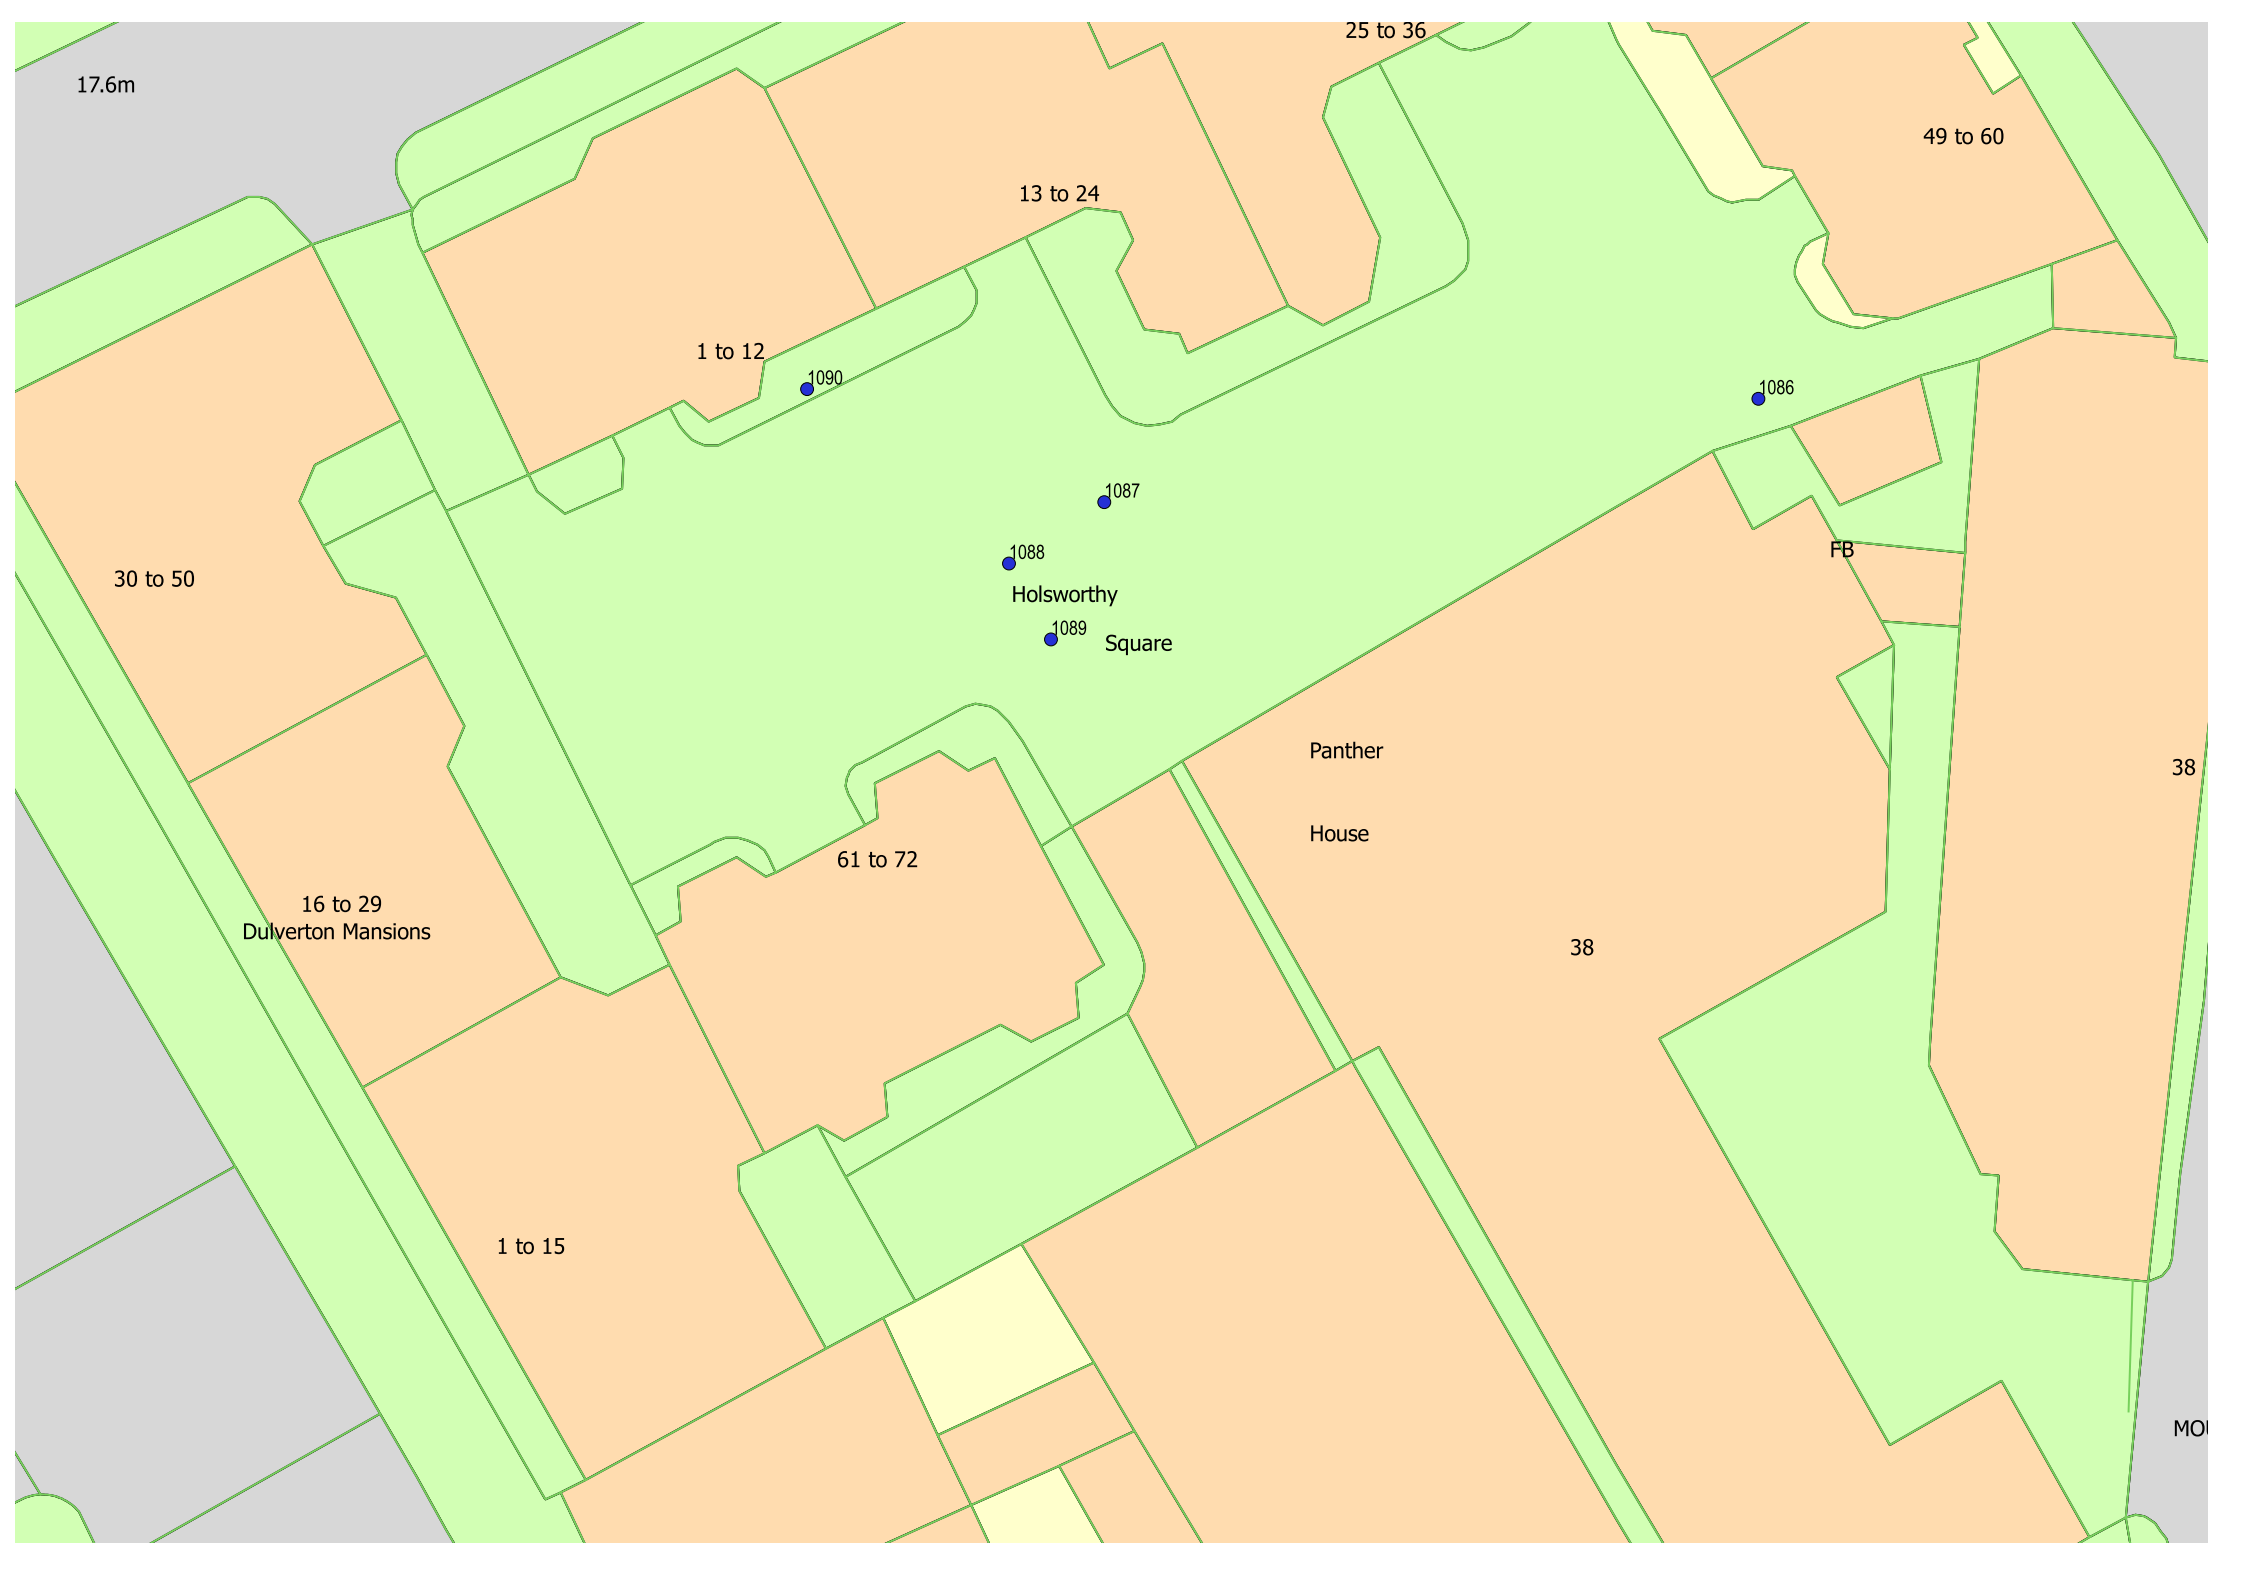 25 to 36
17.6m
49 to 60
13 to 24
1 to 12
1090
1086
1087
1088
30 to 50
FB
Holsworthy
1089
Square
Panther
38
House
61 to 72
16 to 29
Dulverton Mansions
38
1 to 15